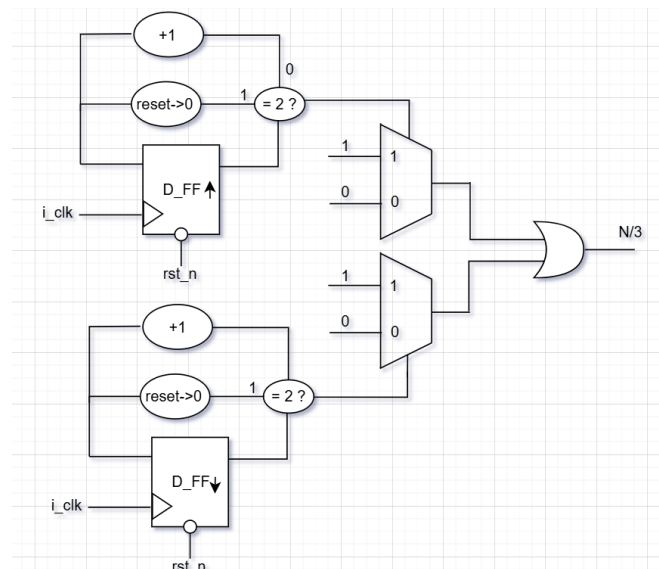 +1
0
reset->0
1
= 2 ?
1
1
D_FF
0
0
i_clk
N/3
rst_n
1
1
+1
0
0
reset->0
1
= 2 ?
D_FF
i_clk
rst_n